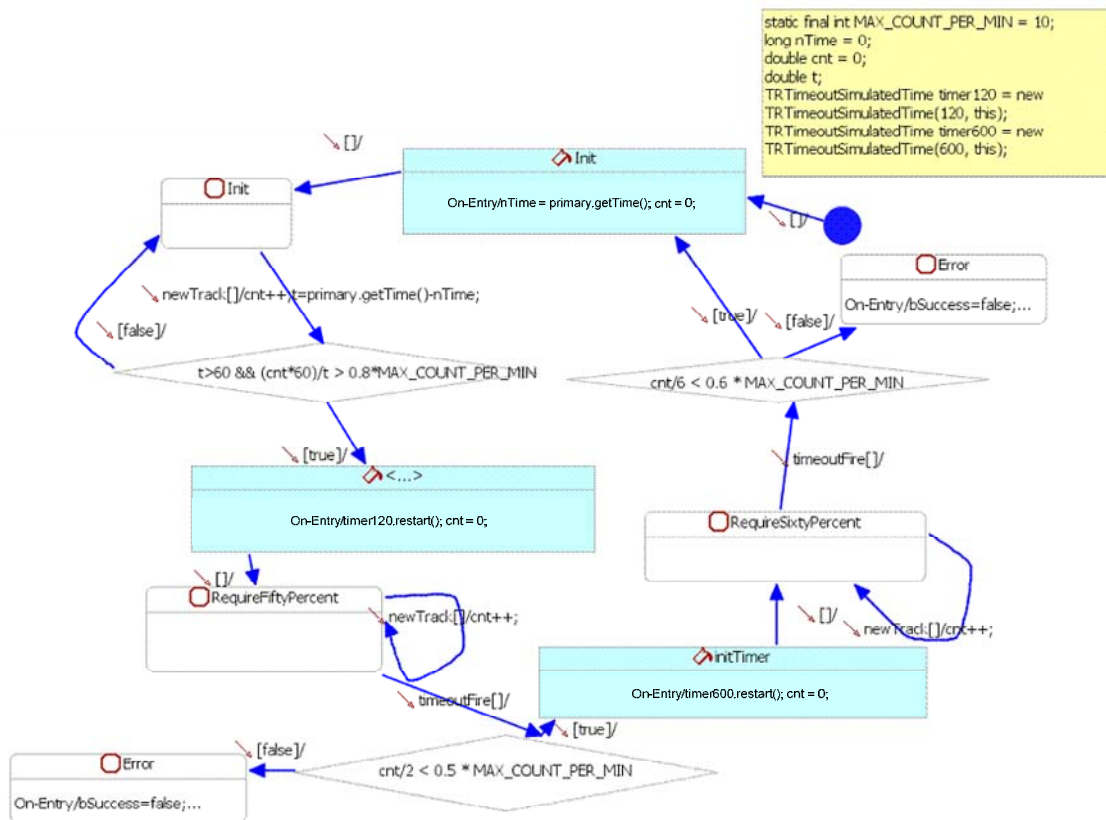 static final int MAX_COUNT_PER_MIN = 10;
long nTime = 0;
double cnt = 0;
double t;
TRTimeoutSimulatedTime timer120 = new
TRTimeoutSimulatedTime(120, this);
TRTimeoutSimulatedTime timer600 = new
TRTimeoutSimulatedTime(600, this);
[]/
Init
On-Entry/nTime = primary.getTime(); cnt = 0;
Init
[]/
Error
On-Entry/bSuccess=false;...
newTrack[]/cnt++,t=primary.getTime()-nTime;
[false]/
[true]/
[false]/
t>60 && (cnt*60)/t > 0.8*MAX_COUNT_PER_MIN
cnt/6 < 0.6 * MAX_COUNT_PER_MIN
[true]/
timeoutFire[]/
<...>
On-Entry/timer120.restart(); cnt = 0;
RequireSixtyPercent
[]/
RequireFiftyPercent
newTrack[]/cnt++;
[]/
newTrack[]/cnt++;
initTimer
On-Entry/timer600.restart(); cnt = 0;
timeoutFire[]/
[true]/
[false]/
Error
On-Entry/bSuccess=false;...
cnt/2 < 0.5 * MAX_COUNT_PER_MIN